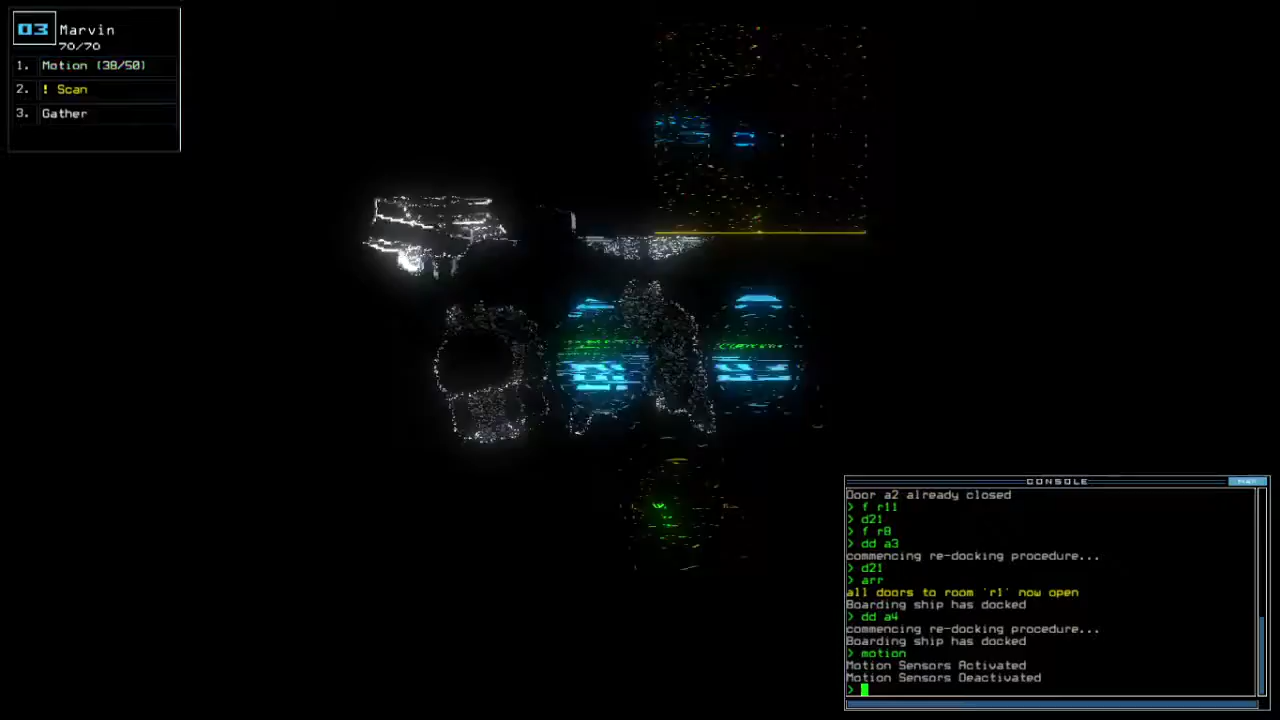 03 Marvin
70/70
1. Motion (38/50)
2. ! Scan
3. Gather
CONSOLE
Door a2 already closed
> f r11
> d21
> f r8
> dd a3
commencing re-docking procedure...
> d21
> arr
all doors to room 'r1' now open
Boarding ship has docked
> dd a4
commencing re-docking procedure...
Boarding ship has docked
> motion
Motion Sensors Activated
Motion Sensors Deactivated
>